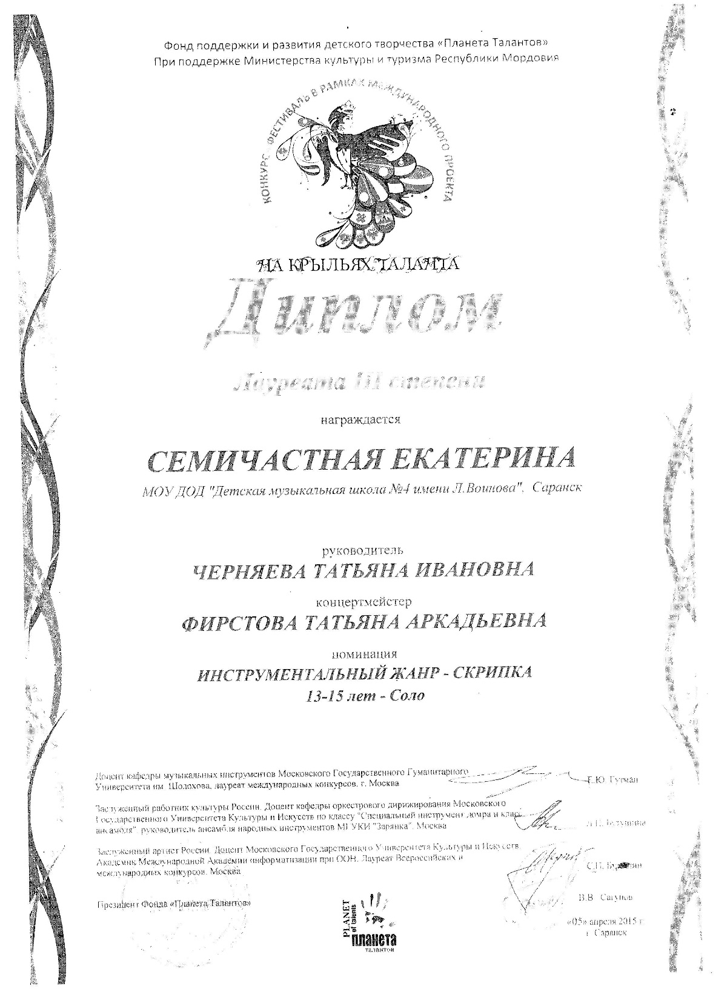 Фонд поддержки и развития детского творчества «Планета Талантов»
При поддержке Министерства культуры и туризма Республики Мордовия
КОНКУРС - ФЕСТИВАЛЬ В РАМКАХ МЕЖДУНАРОДНОГО ПРОЕКТА
НА КРЫЛЬЯХ ТАЛАНТА
Диплом
Лауреата III степени
награждается
СЕМИЧАСТНАЯ ЕКАТЕРИНА
МОУ ДОД "Детская музыкальная школа №4 имени Л.Воинова". Саранск
руководитель
ЧЕРНЯЕВА ТАТЬЯНА ИВАНОВНА
концертмейстер
ФИРСТОВА ТАТЬЯНА АРКАДЬЕВНА
номинация
ИНСТРУМЕНТАЛЬНЫЙ ЖАНР - СКРИПКА
13-15 лет - Соло
Доцент кафедры музыкальных инструментов Московского Государственного Гуманитарного
Университета им. Шолохова, лауреат международных конкурсов, г. Москва
Е.Ю. Гутман
Заслуженный работник культуры России. Доцент кафедры оркестрового дирижирования Московского
Государственного Университета Культуры и Искусств по классу "Специальный инструмент домра и класс
ансамбля", руководитель ансамбля народных инструментов МГУКИ "Зарянка". Москва
Заслуженный артист России. Доцент Московского Государственного Университета Культуры и Искусств.
Академик Международной Академии информатизации при ООН. Лауреат Всероссийских и
международных конкурсов. Москва
Президент Фонда «Планета Талантов»
В.В. Сагунов
«05» апреля 2015 г
г. Саранск
PLANET
of talents
планета
талантов